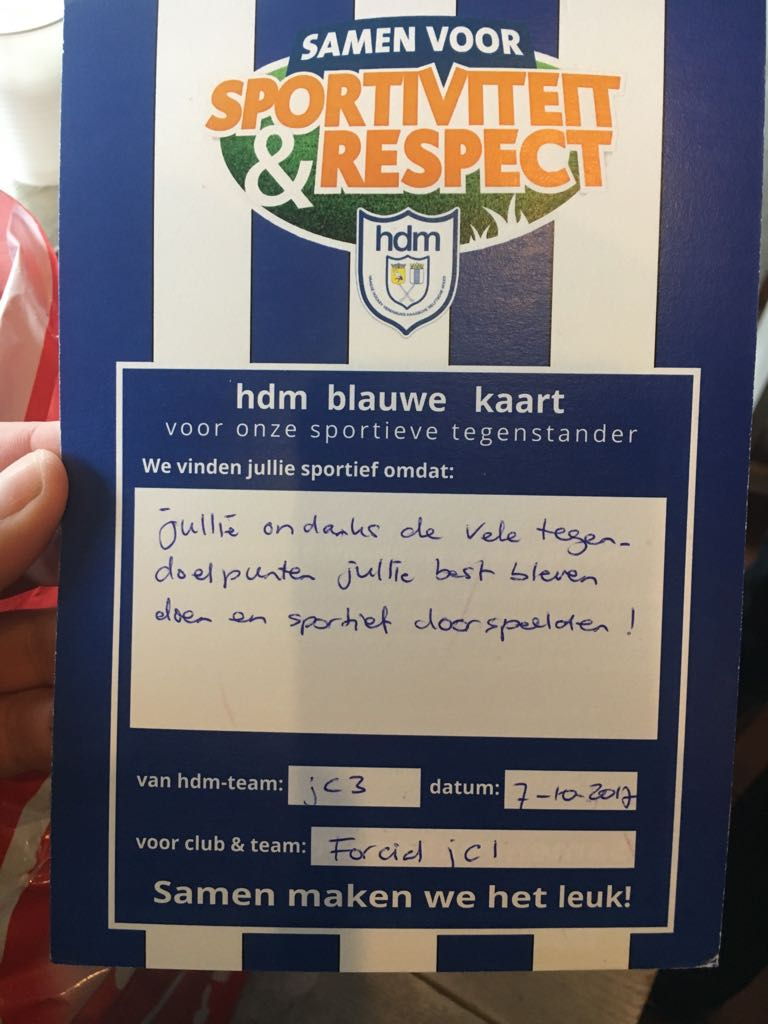 SAMEN VOOR
SPORTIVITEIT
& RESPECT
hdm
hdm blauwe kaart
voor onze sportieve tegenstander
We vinden jullie sportief omdat:
jullie ondanks de vele tegen-
doelpunten jullie best bleven
doen en sportief doorspeelden !
van hdm-team: jC3 datum: 7-10-2017
voor club & team: Forcial jC1
Samen maken we het leuk!